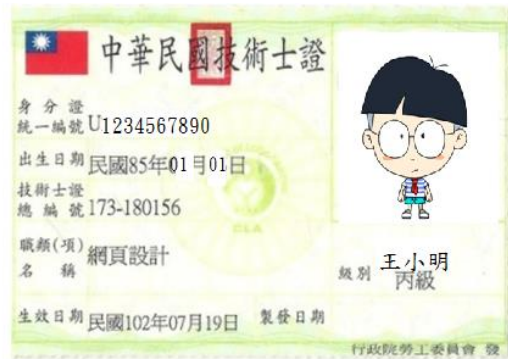 中華民國技術士證
身分證
統一編號 U1234567890
出生日期 民國85年01月01日
技術士證
總編號 173-180156
職類(項)
名稱 網頁設計
王小明
級別 丙級
生效日期 民國102年07月19日 製發日期
行政院勞工委員會 發
CLA